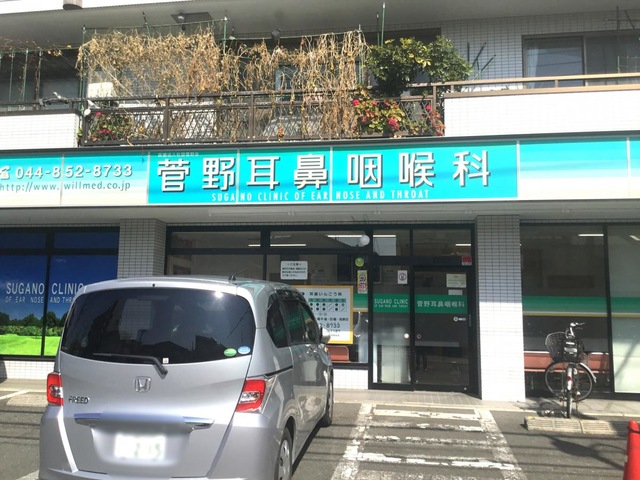 044-852-8733
http://www.willmed.co.jp
菅野耳鼻咽喉科
SUGANO CLINIC OF EAR NOSE AND THROAT
SUGANO CLINIC
OF EAR NOSE AND THROAT
SUGANO CLINIC
菅野耳鼻咽喉科
8733
FREED